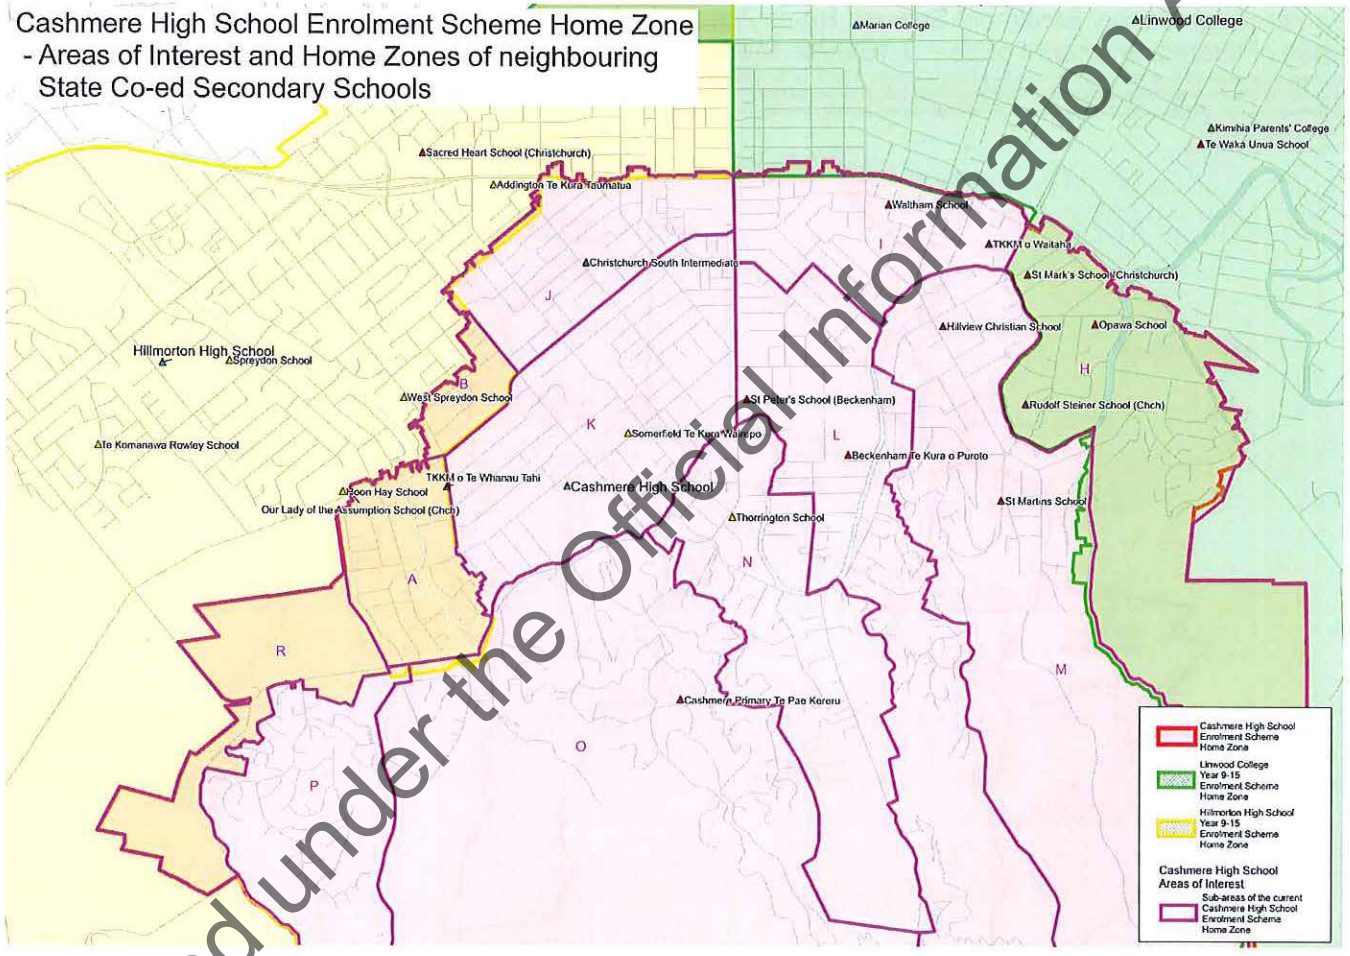 Cashmere High School Enrolment Scheme Home Zone
- Areas of Interest and Home Zones of neighbouring
State Co-ed Secondary Schools
Marian College
Linwood College
Kimihia Parents' College
Te Waka Unua School
Sacred Heart School (Christchurch)
Addington Te Kura Taumatua
Waltham School
I
TKKM o Waitaha
Christchurch South Intermediate
St Mark's School (Christchurch)
J
Hillview Christian School
Opawa School
Hillmorton High School
Spreydon School
H
B
West Spreydon School
St Peter's School (Beckenham)
Rudolf Steiner School (Chch)
K
Somerfield Te Kura Wairepo
L
Te Komanawa Rowley School
Beckenham Te Kura o Puroto
TKKM o Te Whanau Tahi
Hoon Hay School
Cashmere High School
St Martins School
Our Lady of the Assumption School (Chch)
Thorrington School
N
A
R
M
Cashmere Primary Te Pae Kereru
O
P
Cashmere High School
Enrolment Scheme
Home Zone
Linwood College
Year 9-15
Enrolment Scheme
Home Zone
Hillmorton High School
Year 9-15
Enrolment Scheme
Home Zone
Cashmere High School
Areas of Interest
Sub-areas of the current
Cashmere High School
Enrolment Scheme
Home Zone
under the Official Information